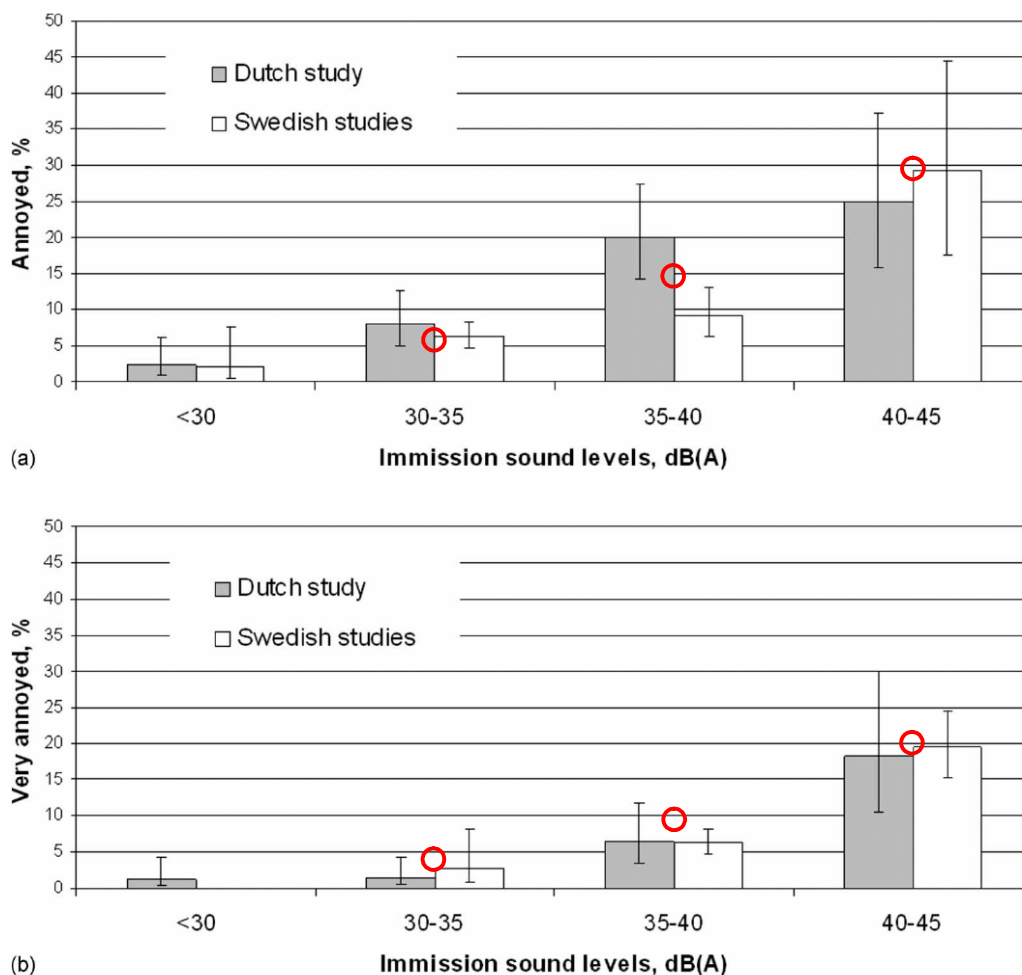 50
45
40
35
30
25
20
15
10
5
0
Annoyed, %
Dutch study
Swedish studies
<30 30-35 35-40 40-45
(a) Immission sound levels, dB(A)
50
45
40
35
30
25
20
15
10
5
0
Very annoyed, %
Dutch study
Swedish studies
<30 30-35 35-40 40-45
(b) Immission sound levels, dB(A)